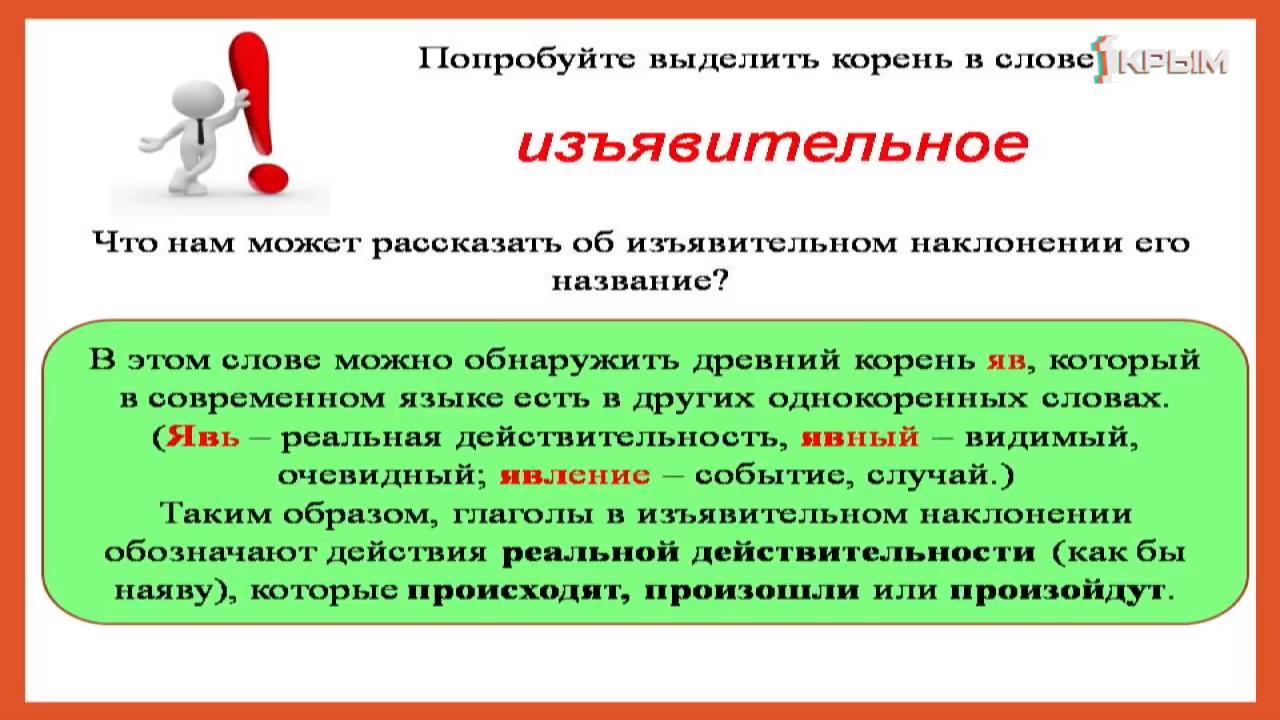 Попробуйте выделить корень в слове
1 КРЫМ
изъявительное
Что нам может рассказать об изъявительном наклонении его
название?
В этом слове можно обнаружить древний корень яв, который
в современном языке есть в других однокоренных словах.
(Явь – реальная действительность, явный – видимый,
очевидный; явление – событие, случай.)
Таким образом, глаголы в изъявительном наклонении
обозначают действия реальной действительности (как бы
наяву), которые происходят, произошли или произойдут.